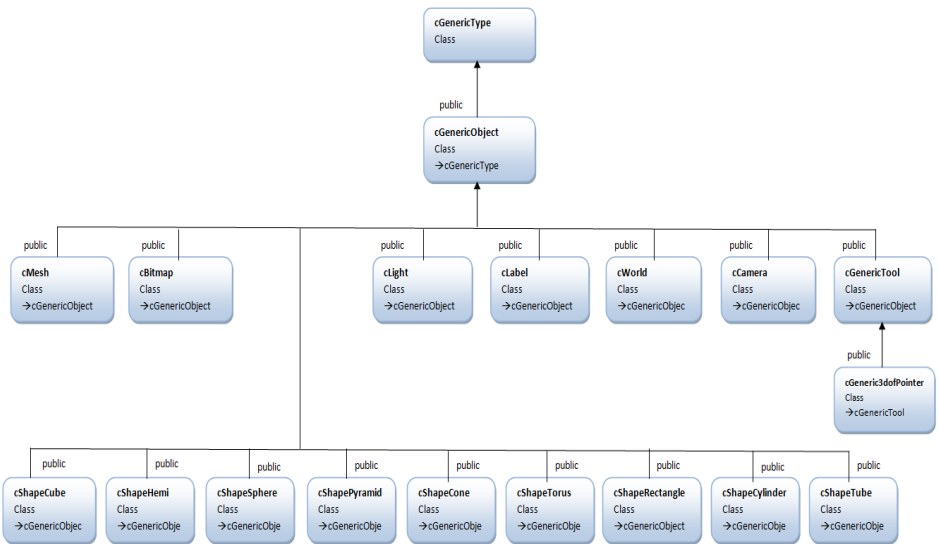 cGenericType
Class
public
cGenericObject
Class
→cGenericType
public
public
public
public
public
public
public
cMesh
Class
→cGenericObject
cBitmap
Class
→cGenericObject
cLight
Class
→cGenericObject
cLabel
Class
→cGenericObject
cWorld
Class
→cGenericObjec
cCamera
Class
→cGenericObjec
cGenericTool
Class
→cGenericObject
public
cGeneric3dofPointer
Class
→cGenericTool
public
public
public
public
public
public
public
public
public
cShapeCube
Class
→cGenericObjec
cShapeHemi
Class
→cGenericObje
cShapeSphere
Class
→cGenericObje
cShapePyramid
Class
→cGenericObje
cShapeCone
Class
→cGenericObje
cShapeTorus
Class
→cGenericObje
cShapeRectangle
Class
→cGenericObject
cShapeCylinder
Class
→cGenericObje
cShapeTube
Class
→cGenericObje